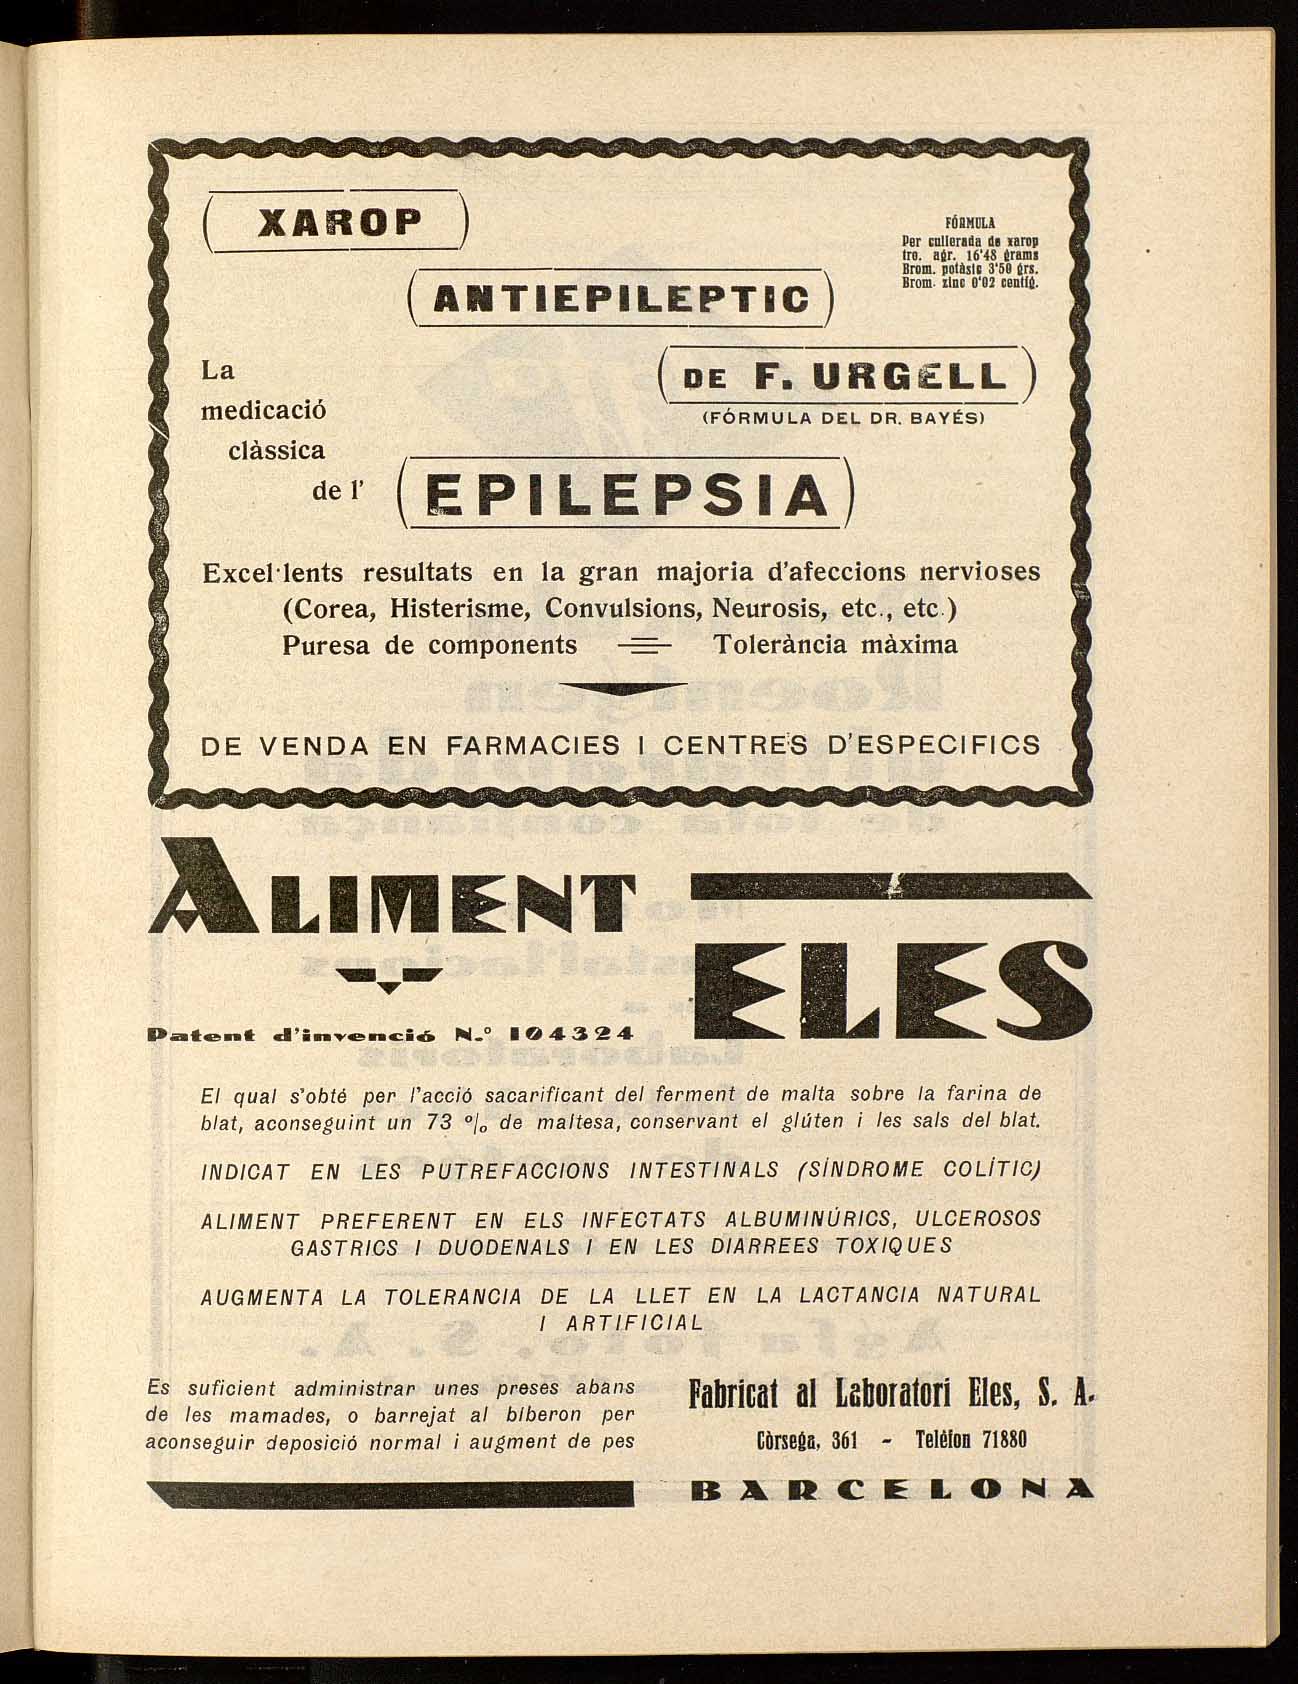 XAROP
FÓRMULA
Per cullerada de xarop
tro. agr. 16'48 grams
Brom. potàsic 3'50 grs.
Brom. zinc 0'02 centíg.
ANTIEPILEPTIC
DE F. URGELL
(FÓRMULA DEL DR. BAYÉS)
La
medicació
clàssica
de l'
EPILEPSIA
Excel·lents resultats en la gran majoria d'afeccions nervioses
(Corea, Histerisme, Convulsions, Neurosis, etc., etc.)
Puresa de components Tolerància màxima
DE VENDA EN FARMACIES I CENTRES D'ESPECIFICS
ALIMENT
ELES
Patent d'invenció N.º 104324
El qual s'obté per l'acció sacarificant del ferment de malta sobre la farina de
blat, aconseguint un 73 % de maltesa, conservant el glúten i les sals del blat.
INDICAT EN LES PUTREFACCIONS INTESTINALS (SÍNDROME COLÍTIC)
ALIMENT PREFERENT EN ELS INFECTATS ALBUMINÚRICS, ULCEROSOS
GASTRICS I DUODENALS I EN LES DIARREES TOXIQUES
AUGMENTA LA TOLERANCIA DE LA LLET EN LA LACTANCIA NATURAL
I ARTIFICIAL
Es suficient administrar unes preses abans
de les mamades, o barrejat al biberon per
aconseguir deposició normal i augment de pes
Fabricat al Laboratori Eles, S. A.
Còrsega, 361 - Telèfon 71880
BARCELONA